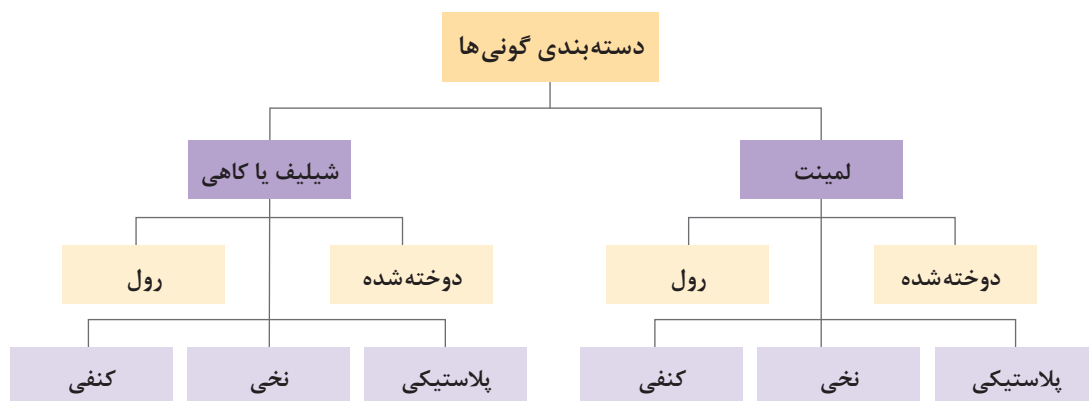 دسته‌بندی گونی‌ها
لمینت
شیلیف یا کاهی
دوخته‌شده
رول
دوخته‌شده
رول
پلاستیکی
نخی
کنفی
پلاستیکی
نخی
کنفی